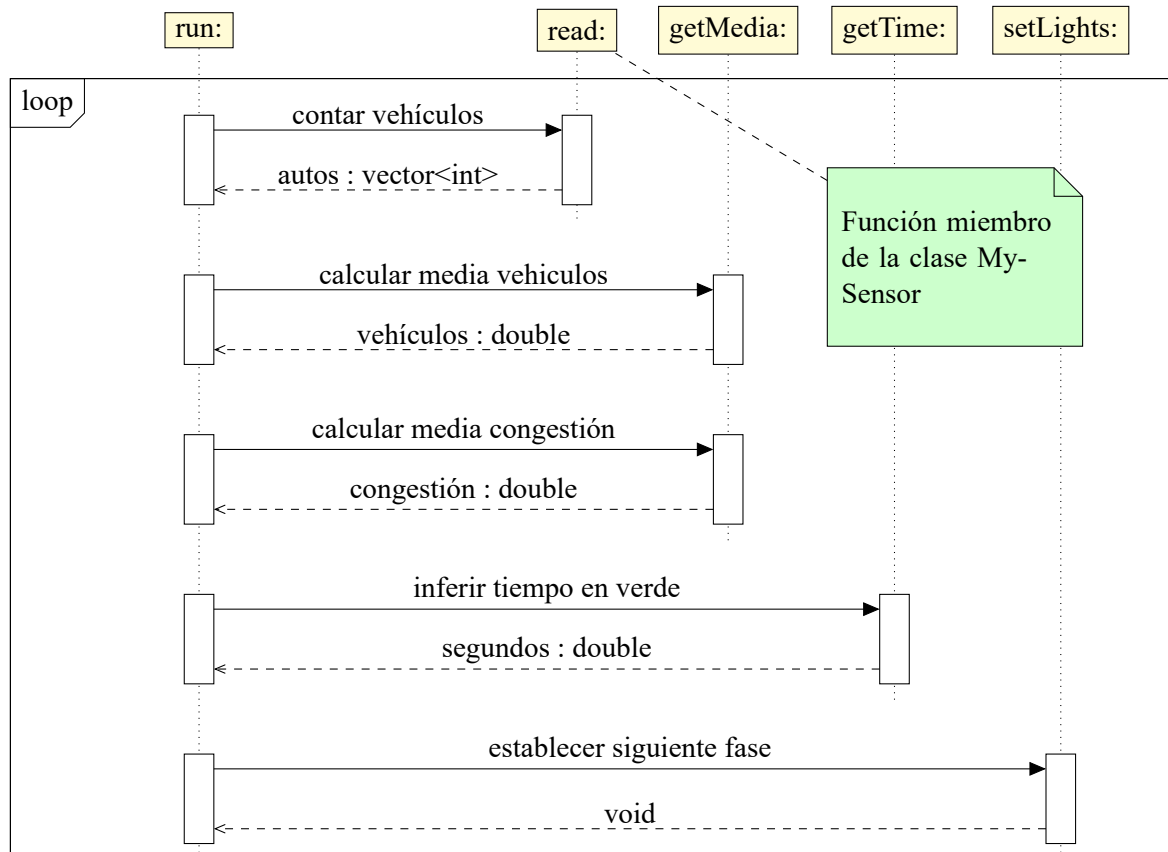 run:
read:
getMedia:
getTime:
setLights:
loop
contar vehículos
autos : vector<int>
Función miembro
de la clase My-
Sensor
calcular media vehiculos
vehículos : double
calcular media congestión
congestión : double
inferir tiempo en verde
segundos : double
establecer siguiente fase
void